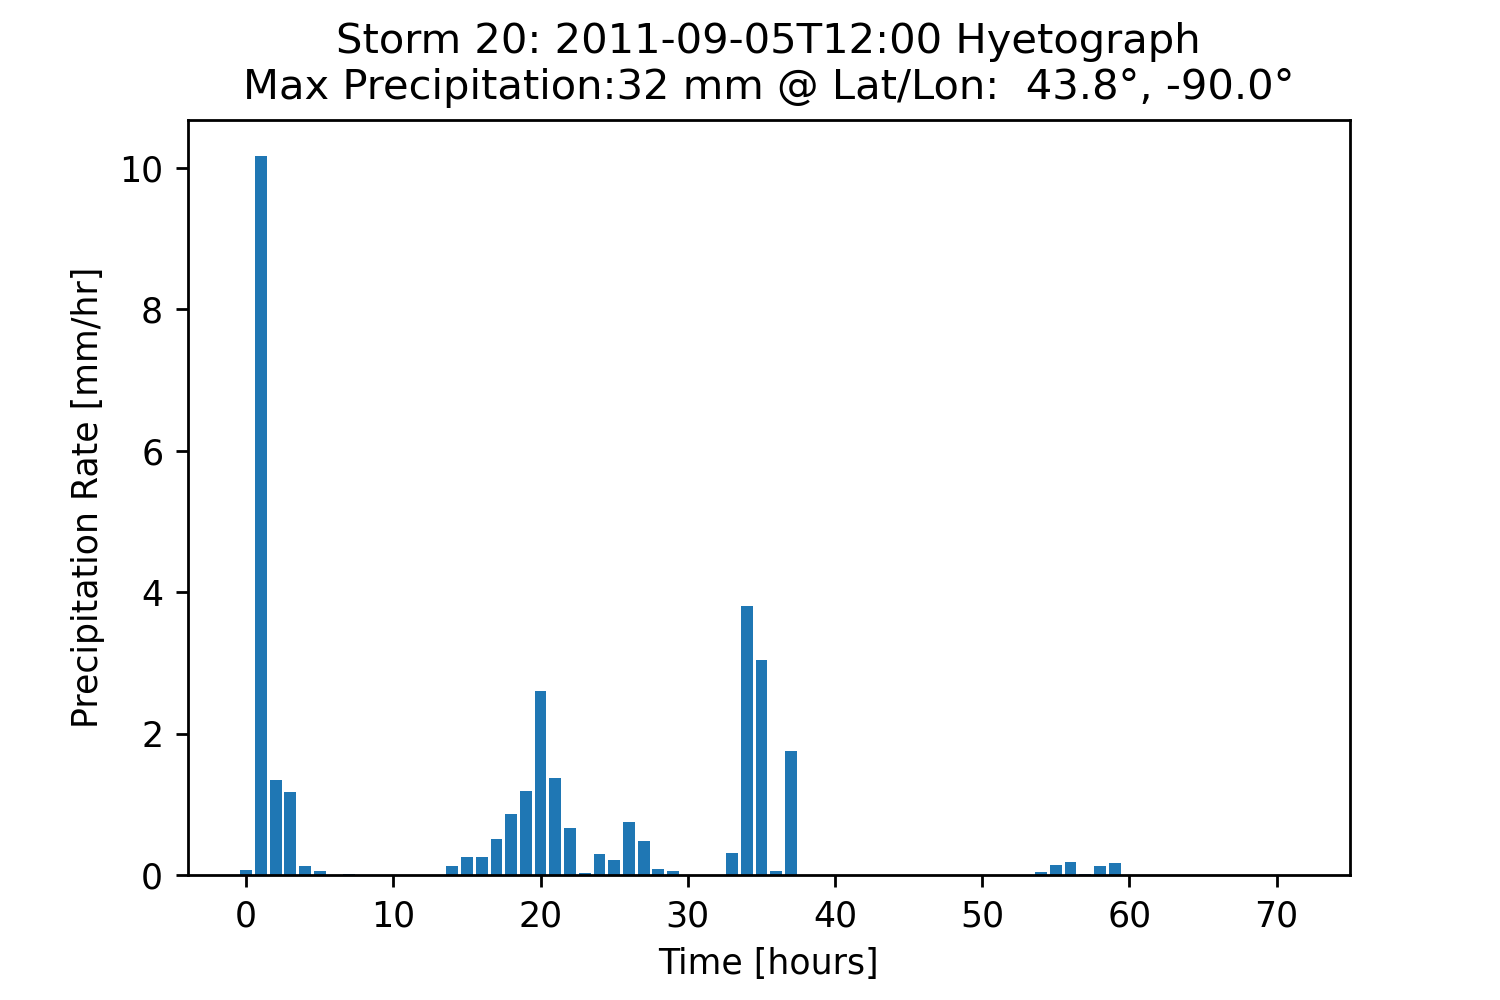 Storm 20: 2011-09-05T12:00 Hyetograph
Max Precipitation:32 mm @ Lat/Lon:  43.8°, -90.0°
Precipitation Rate [mm/hr]
10
8
6
4
2
0
0 10 20 30 40 50 60 70
Time [hours]